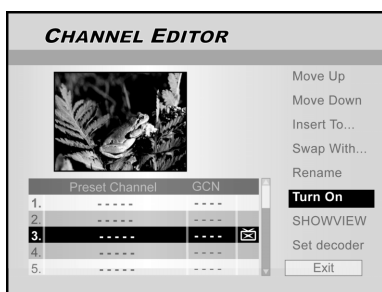 CHANNEL EDITOR
Move Up
Move Down
Insert To...
Swap With...
Rename
Turn On
SHOWVIEW
Set decoder
Exit
Preset Channel GCN
1. - - - - - - - - -
2. - - - - - - - - -
3. - - - - - - - - -
4. - - - - - - - - -
5. - - - - - - - - -